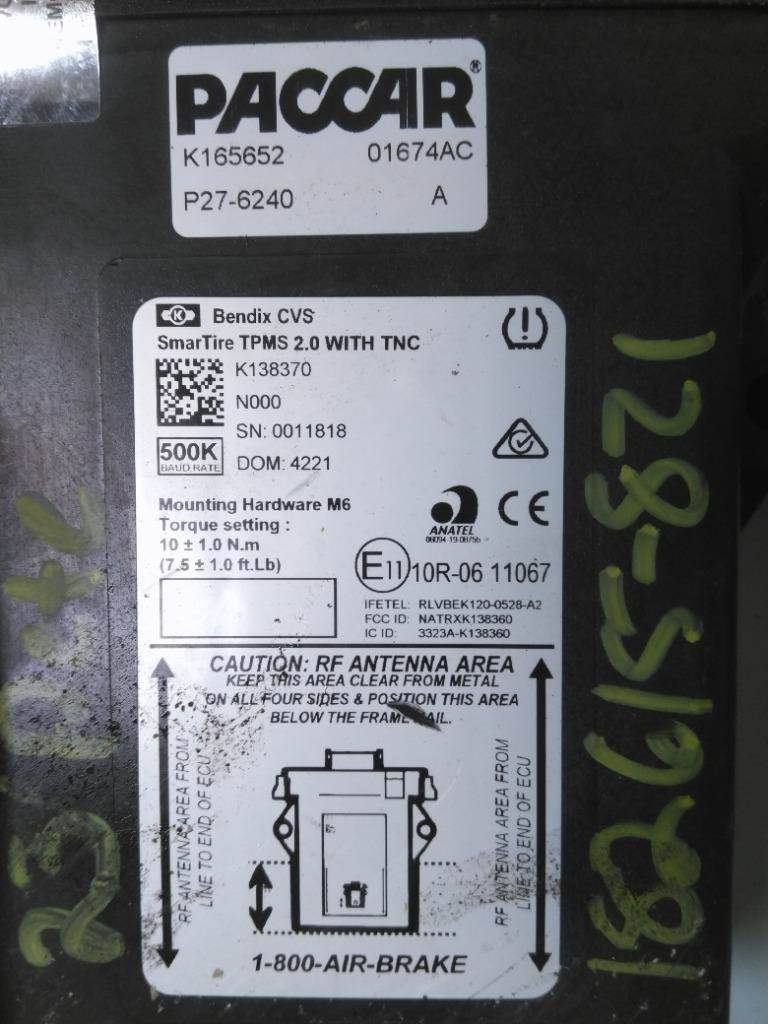 PACCAR®
K165652 01674AC
P27-6240 A
Bendix CVS
SmarTire TPMS 2.0 WITH TNC
K138370
N000
SN: 0011818
500K
BAUD RATE
DOM: 4221
Mounting Hardware M6
Torque setting :
10 ± 1.0 N.m
(7.5 ± 1.0 ft.Lb)
ANATEL
CE
E11 10R-06 11067
IFETEL: RLVBEK120-0528-A2
FCC ID: NATRXK138360
IC ID: 3323A-K138360
CAUTION: RF ANTENNA AREA
KEEP THIS AREA CLEAR FROM METAL
ON ALL FOUR SIDES & POSITION THIS AREA
BELOW THE FRAME RAIL.
RF ANTENNA AREA FROM
LINE TO END OF ECU
RF ANTENNA AREA FROM
LINE TO END OF ECU
1-800-AIR-BRAKE
23 Pete
182615-821